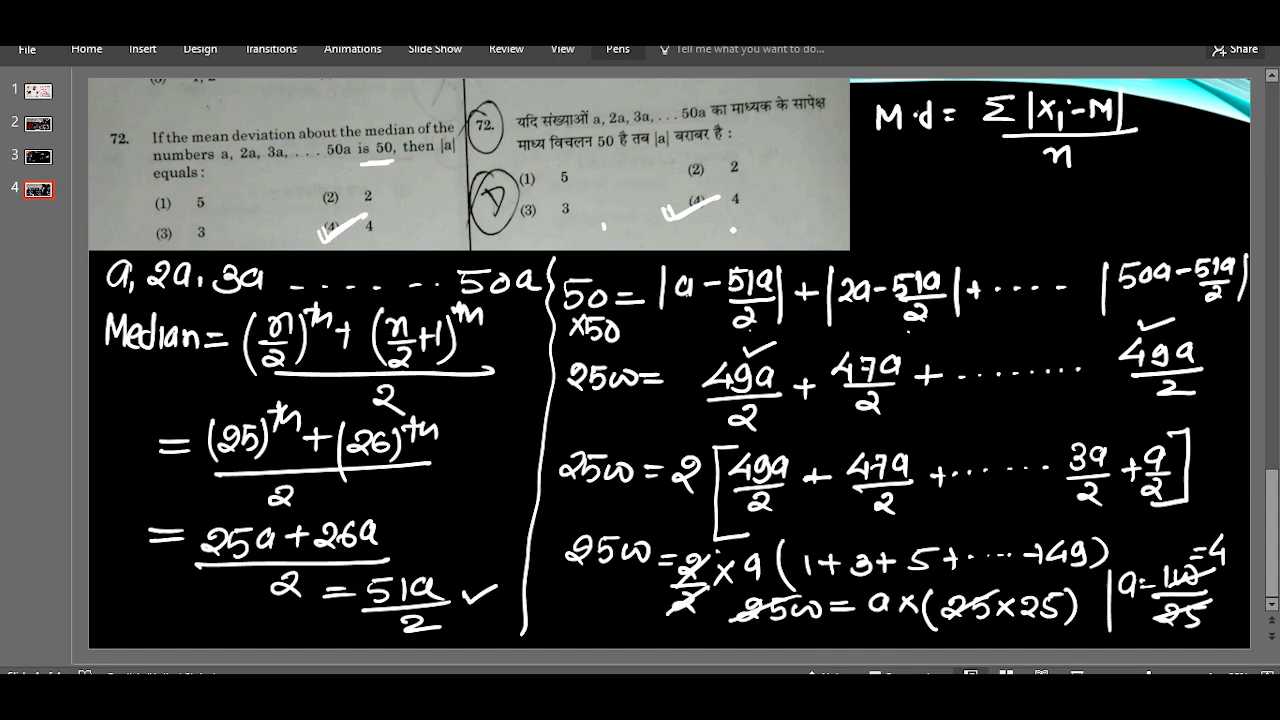 File Home Insert Design Transitions Animations Slide Show Review View Pens Tell me what you want to do... Share
1
2
3
4
72. If the mean deviation about the median of the
numbers a, 2a, 3a, . . . 50a is 50, then |a|
equals :
(1) 5 (2) 2
(3) 3 (4) 4
72. यदि संख्याओं a, 2a, 3a, . . . 50a का माध्यक के सापेक्ष
माध्य विचलन 50 है तब |a| बराबर है :
(1) 5 (2) 2
(3) 3 (4) 4
D
M.d = Σ|xi - M| / n
a, 2a, 3a ........ 50a
Median = ((n/2)th + (n/2 + 1)th) / 2
= ((25)th + (26)th) / 2
= (25a + 26a) / 2 = 51a/2 ✓
50 = |a - 51a/2| + |2a - 51a/2| + ..... |50a - 51a/2|
×50
2500 = 49a/2 + 47a/2 + ........ 49a/2
2500 = 2[49a/2 + 47a/2 + ...... 3a/2 + a/2]
2500 = 2/2 × a (1 + 3 + 5 + ..... + 49)
2500 = a × (25 × 25) | a = 100/25 = 4